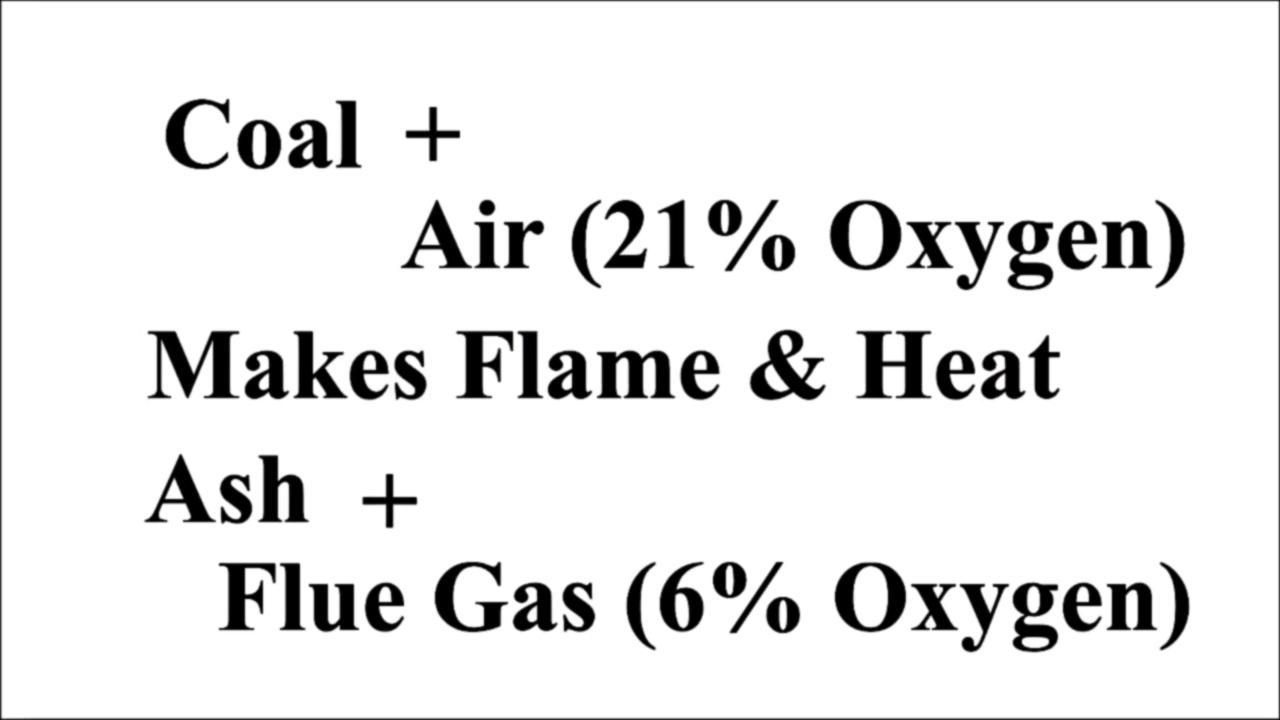 Coal +
Air (21% Oxygen)
Makes Flame & Heat
Ash +
Flue Gas (6% Oxygen)